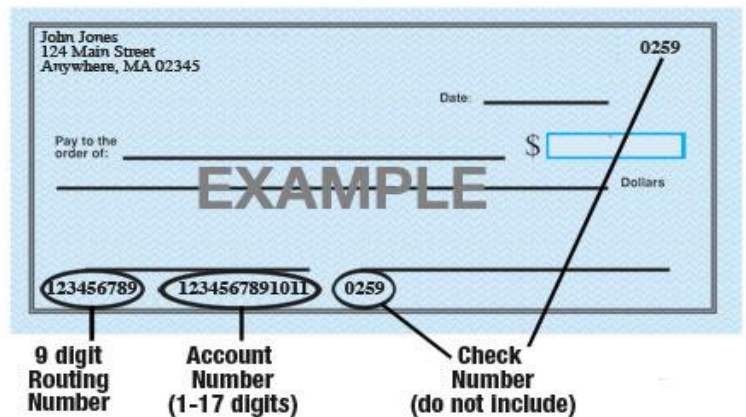 John Jones
124 Main Street
Anywhere, MA 02345
0259
Date:
Pay to the
order of:
$
EXAMPLE
Dollars
123456789
1234567891011
0259
9 digit
Routing
Number
Account
Number
(1-17 digits)
Check
Number
(do not include)